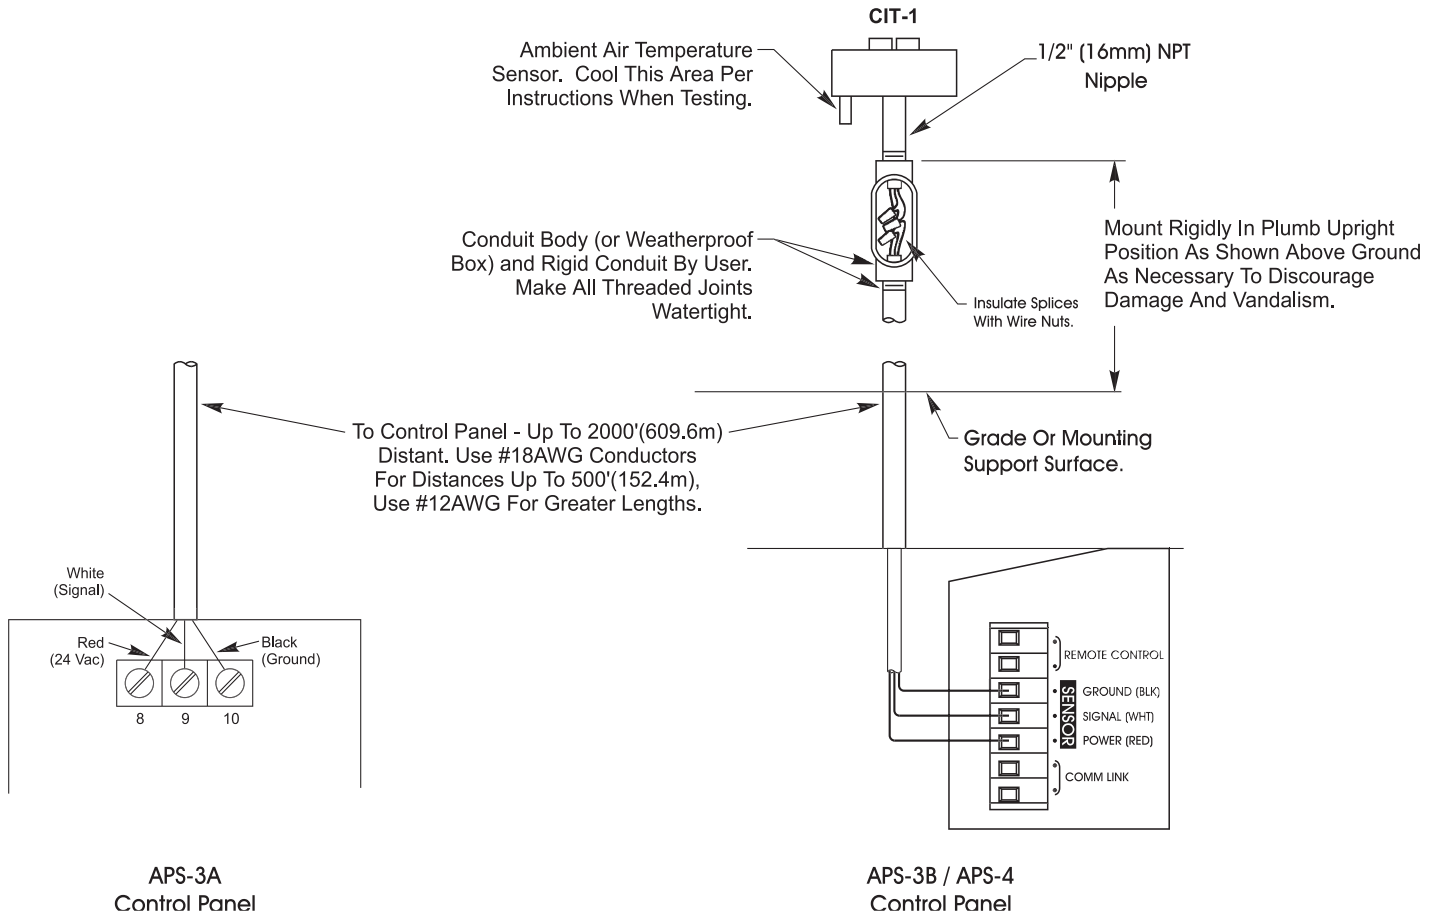 CIT-1
Ambient Air Temperature
Sensor.  Cool This Area Per
Instructions When Testing.
1/2" (16mm) NPT
Nipple
Conduit Body (or Weatherproof
Box) and Rigid Conduit By User.
Make All Threaded Joints
Watertight.
Insulate Splices
With Wire Nuts.
Mount Rigidly In Plumb Upright
Position As Shown Above Ground
As Necessary To Discourage
Damage And Vandalism.
To Control Panel - Up To 2000'(609.6m)
Distant. Use #18AWG Conductors
For Distances Up To 500'(152.4m),
Use #12AWG For Greater Lengths.
Grade Or Mounting
Support Surface.
White
(Signal)
Red
(24 Vac)
Black
(Ground)
8
9
10
REMOTE CONTROL
SENSOR
GROUND (BLK)
SIGNAL (WHT)
POWER (RED)
COMM LINK
APS-3A
Control Panel
APS-3B / APS-4
Control Panel